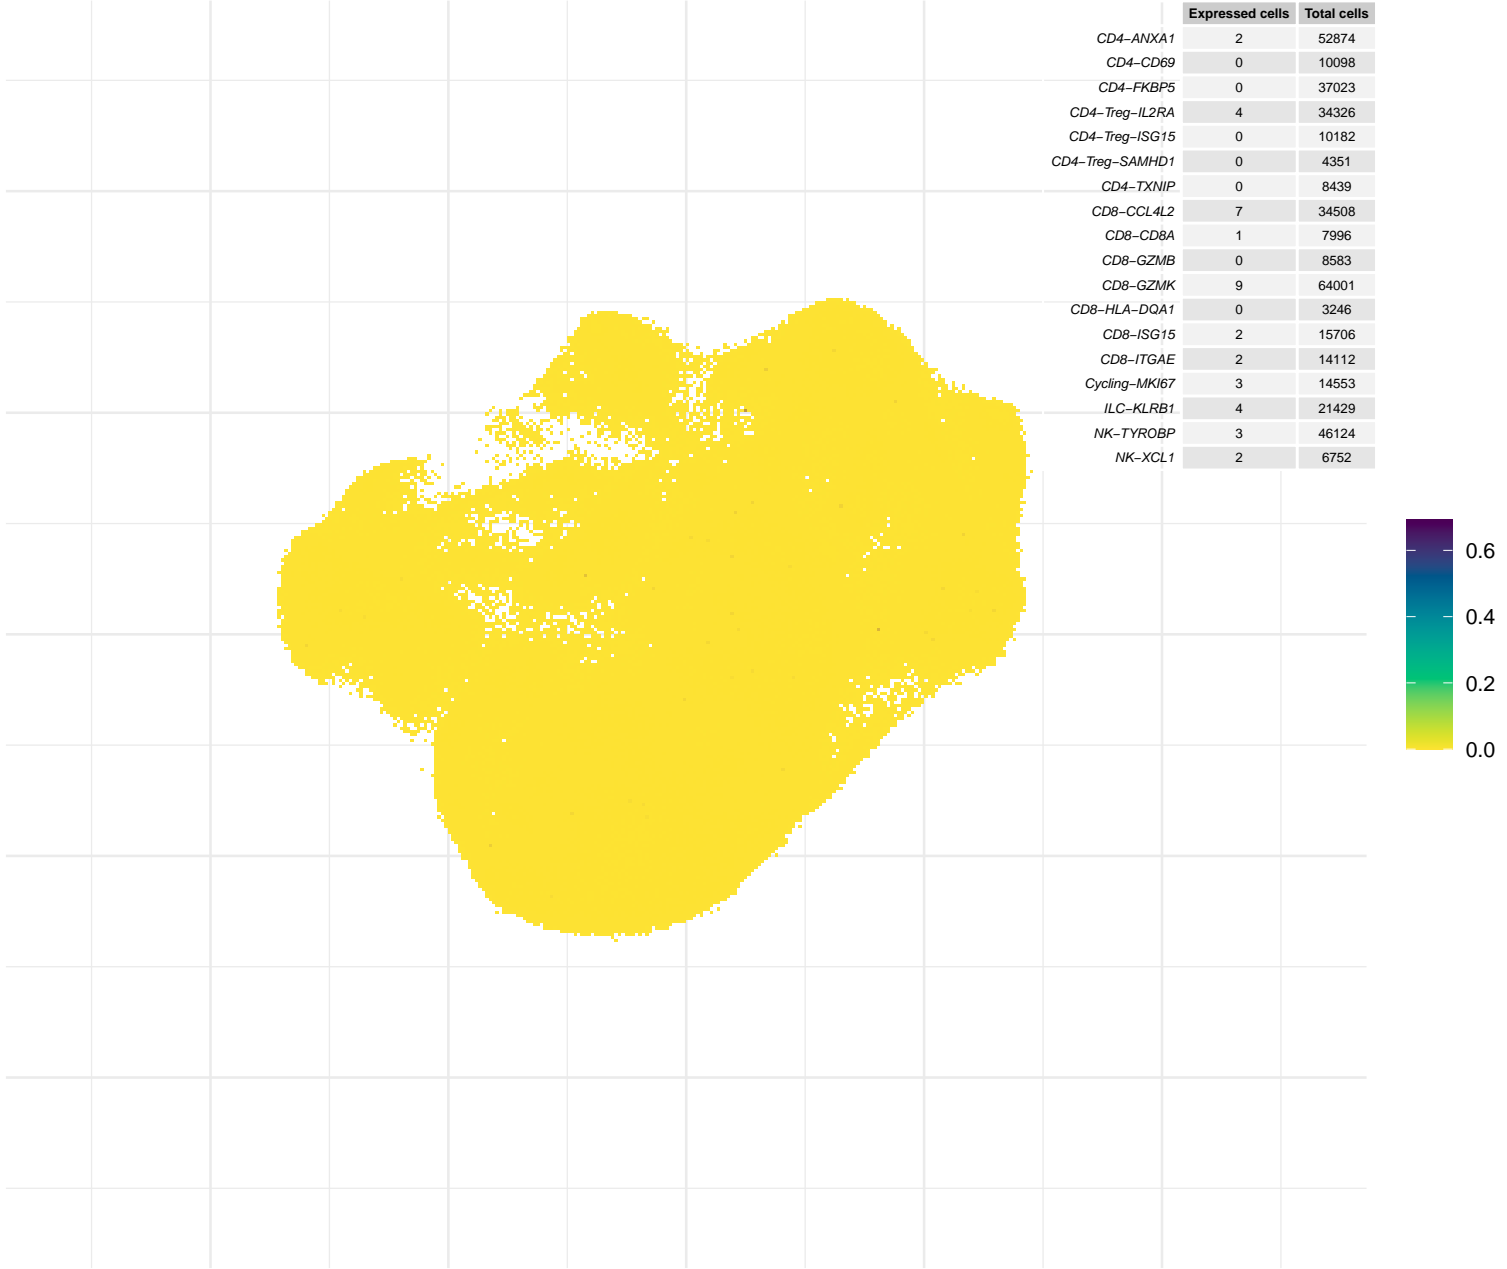 Expressed cells Total cells
CD4−ANXA1 2 52874
CD4−CD69 0 10098
CD4−FKBP5 0 37023
CD4−Treg−IL2RA 4 34326
CD4−Treg−ISG15 0 10182
CD4−Treg−SAMHD1 0 4351
CD4−TXNIP 0 8439
CD8−CCL4L2 7 34508
CD8−CD8A 1 7996
CD8−GZMB 0 8583
CD8−GZMK 9 64001
CD8−HLA−DQA1 0 3246
CD8−ISG15 2 15706
CD8−ITGAE 2 14112
Cycling−MKI67 3 14553
ILC−KLRB1 4 21429
NK−TYROBP 3 46124
NK−XCL1 2 6752
0.6
0.4
0.2
0.0